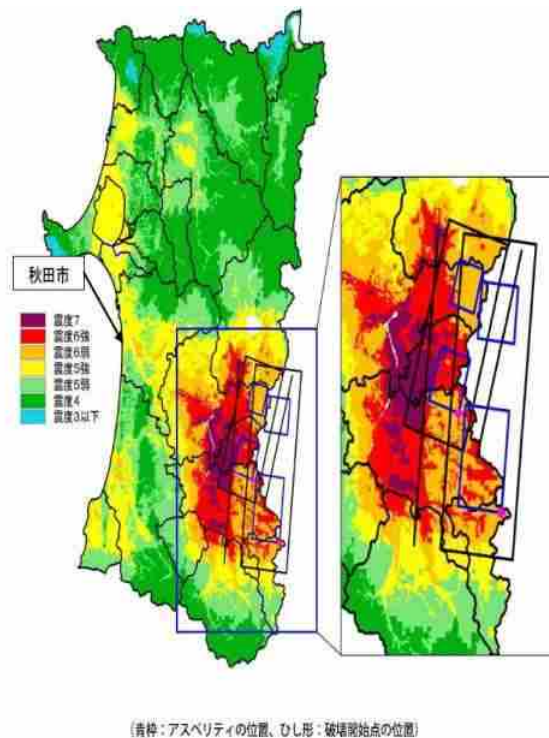 秋田市
震度7
震度6強
震度6弱
震度5強
震度5弱
震度4
震度3以下
(青枠：アスペリティの位置、ひし形：破壊開始点の位置)